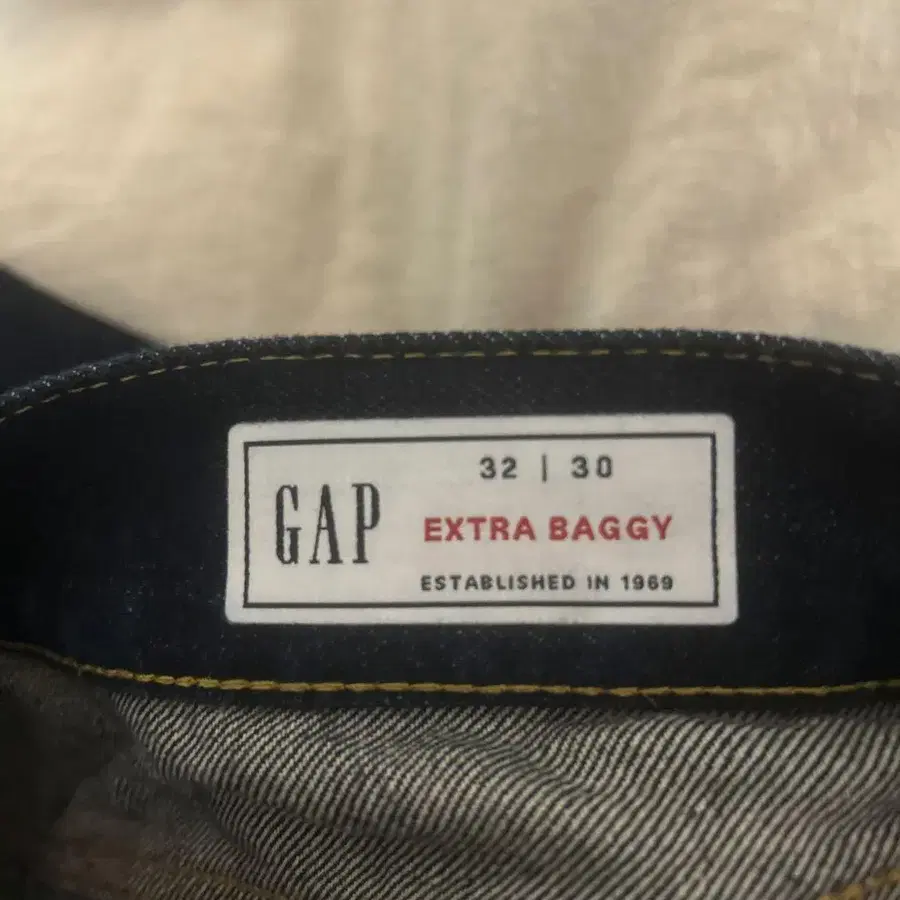 GAP
32 | 30
EXTRA BAGGY
ESTABLISHED IN 1969